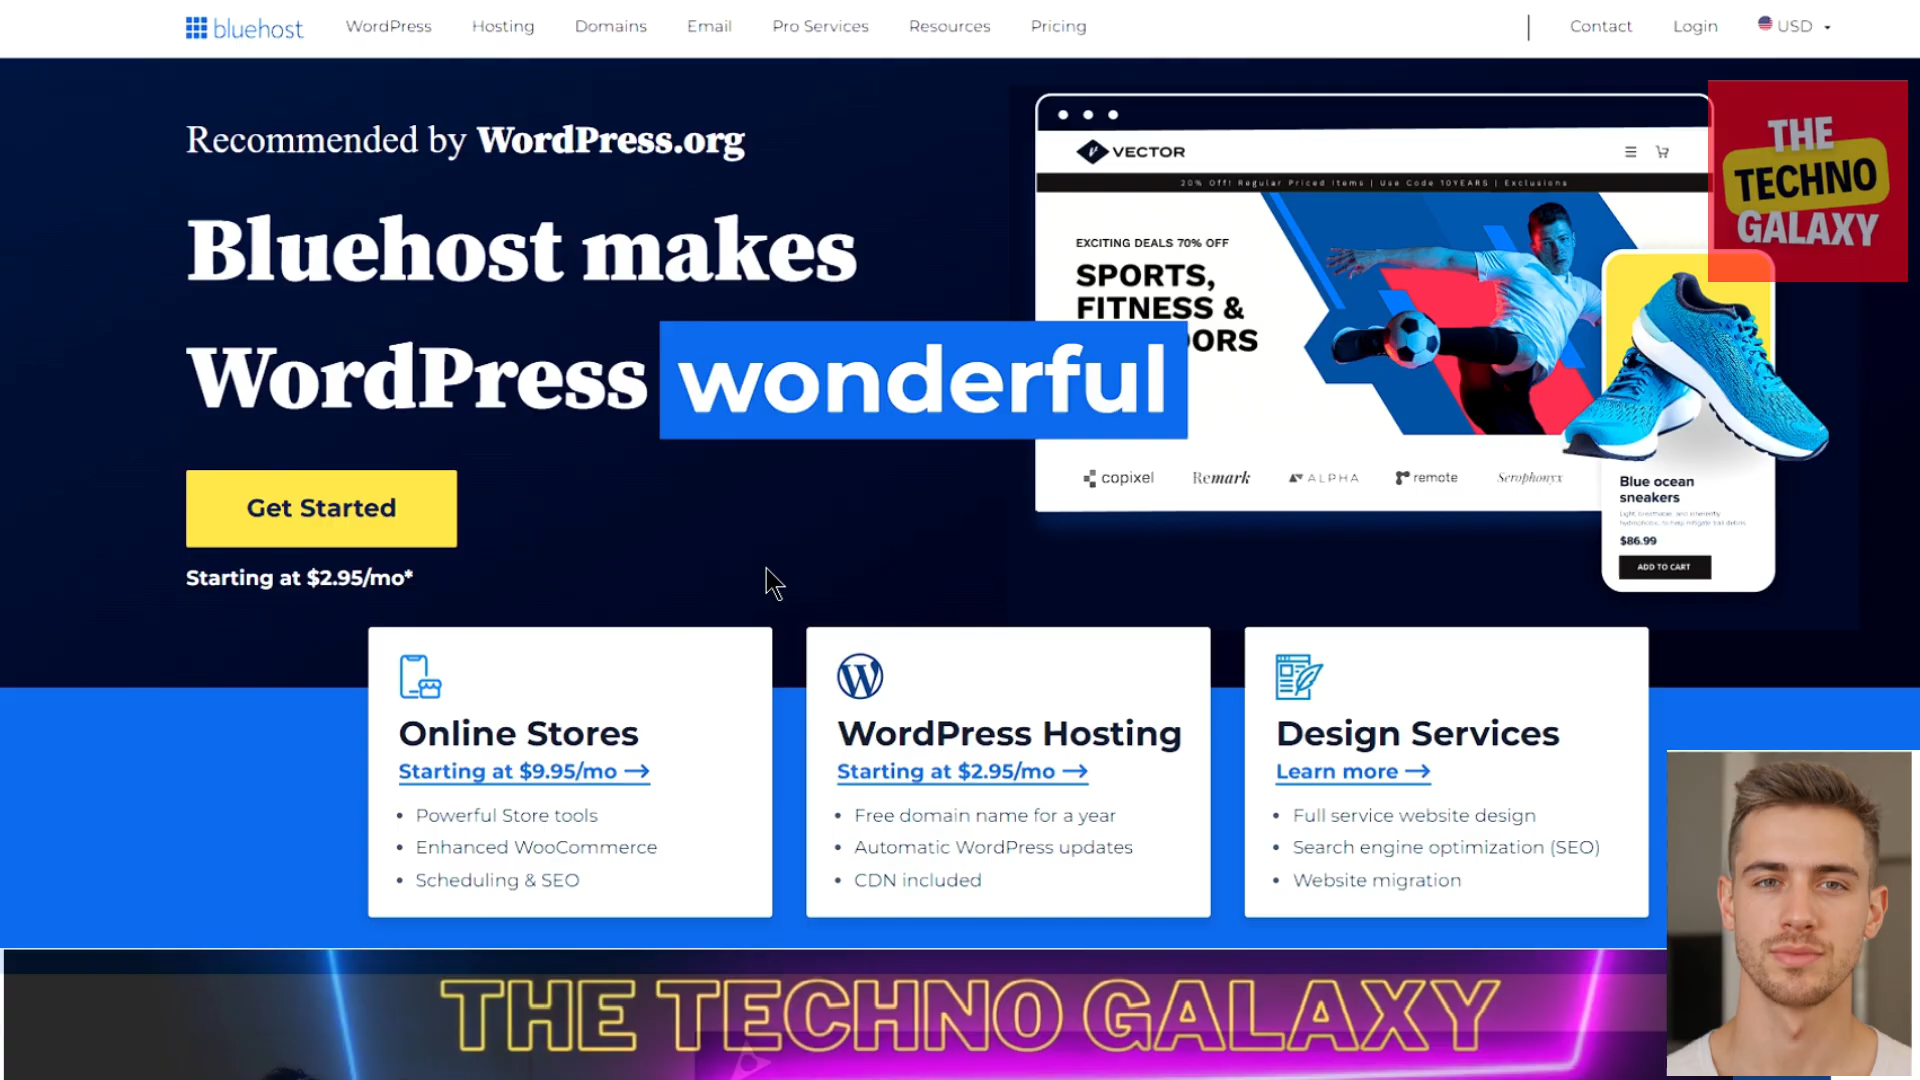 bluehost
WordPress
Hosting
Domains
Email
Pro Services
Resources
Pricing
Contact
Login
USD
Recommended by WordPress.org
Bluehost makes
WordPress wonderful
Get Started
Starting at $2.95/mo*
VECTOR
20% Off! Regular Priced Items | Use Code 10YEARS | Exclusions
EXCITING DEALS 70% OFF
SPORTS,
FITNESS &
OORS
copixel
Remark
ALPHA
remote
Serophonyx
THE
TECHNO
GALAXY
Blue ocean
sneakers
$86.99
ADD TO CART
Online Stores
Starting at $9.95/mo →
• Powerful Store tools
• Enhanced WooCommerce
• Scheduling & SEO
WordPress Hosting
Starting at $2.95/mo →
• Free domain name for a year
• Automatic WordPress updates
• CDN included
Design Services
Learn more →
• Full service website design
• Search engine optimization (SEO)
• Website migration
THE TECHNO GALAXY